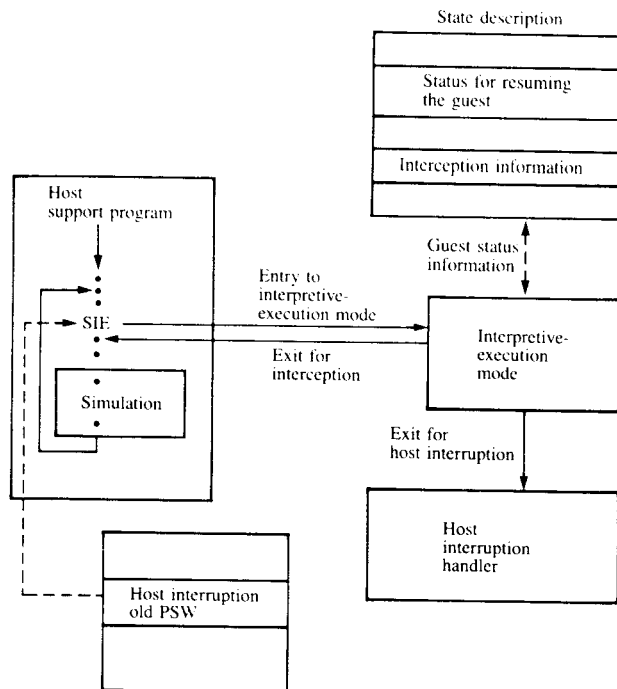 State description
Status for resuming
the guest
Interception information
Host
support program
Guest status
information
Entry to
interpretive-
execution mode
SIE
Exit for
interception
Interpretive-
execution
mode
Simulation
Exit for
host interruption
Host
interruption
handler
Host interruption
old PSW